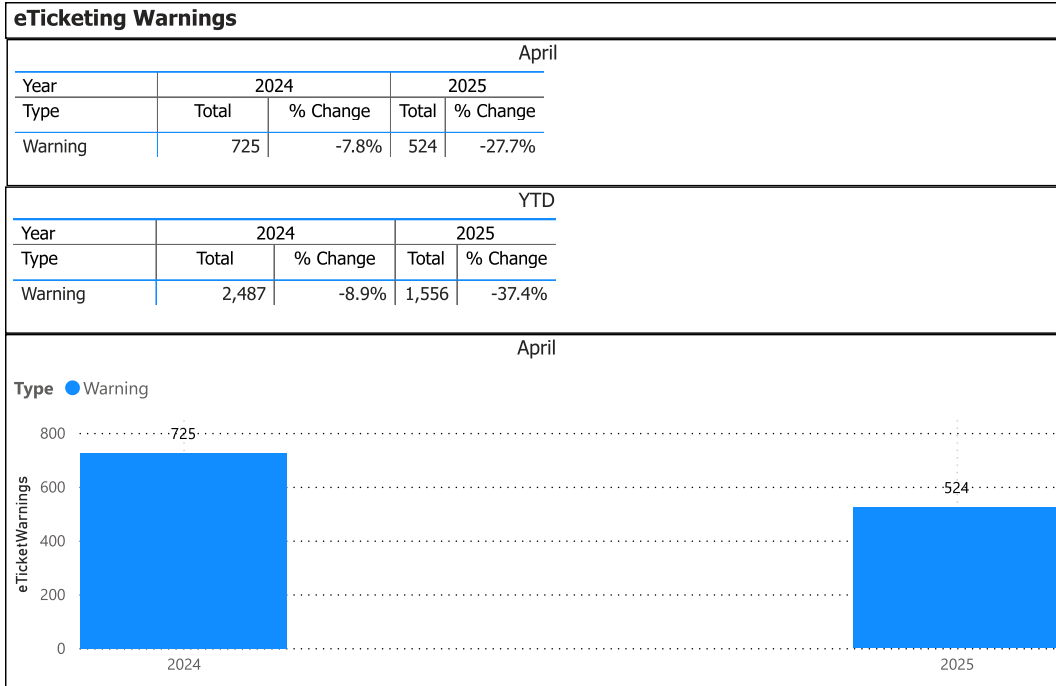 eTicketing Warnings
April
Year 2024 2025
Type Total % Change Total % Change
Warning 725 -7.8% 524 -27.7%
YTD
Year 2024 2025
Type Total % Change Total % Change
Warning 2,487 -8.9% 1,556 -37.4%
April
Type Warning
eTicketWarnings
800
600
400
200
0
725
524
2024 2025